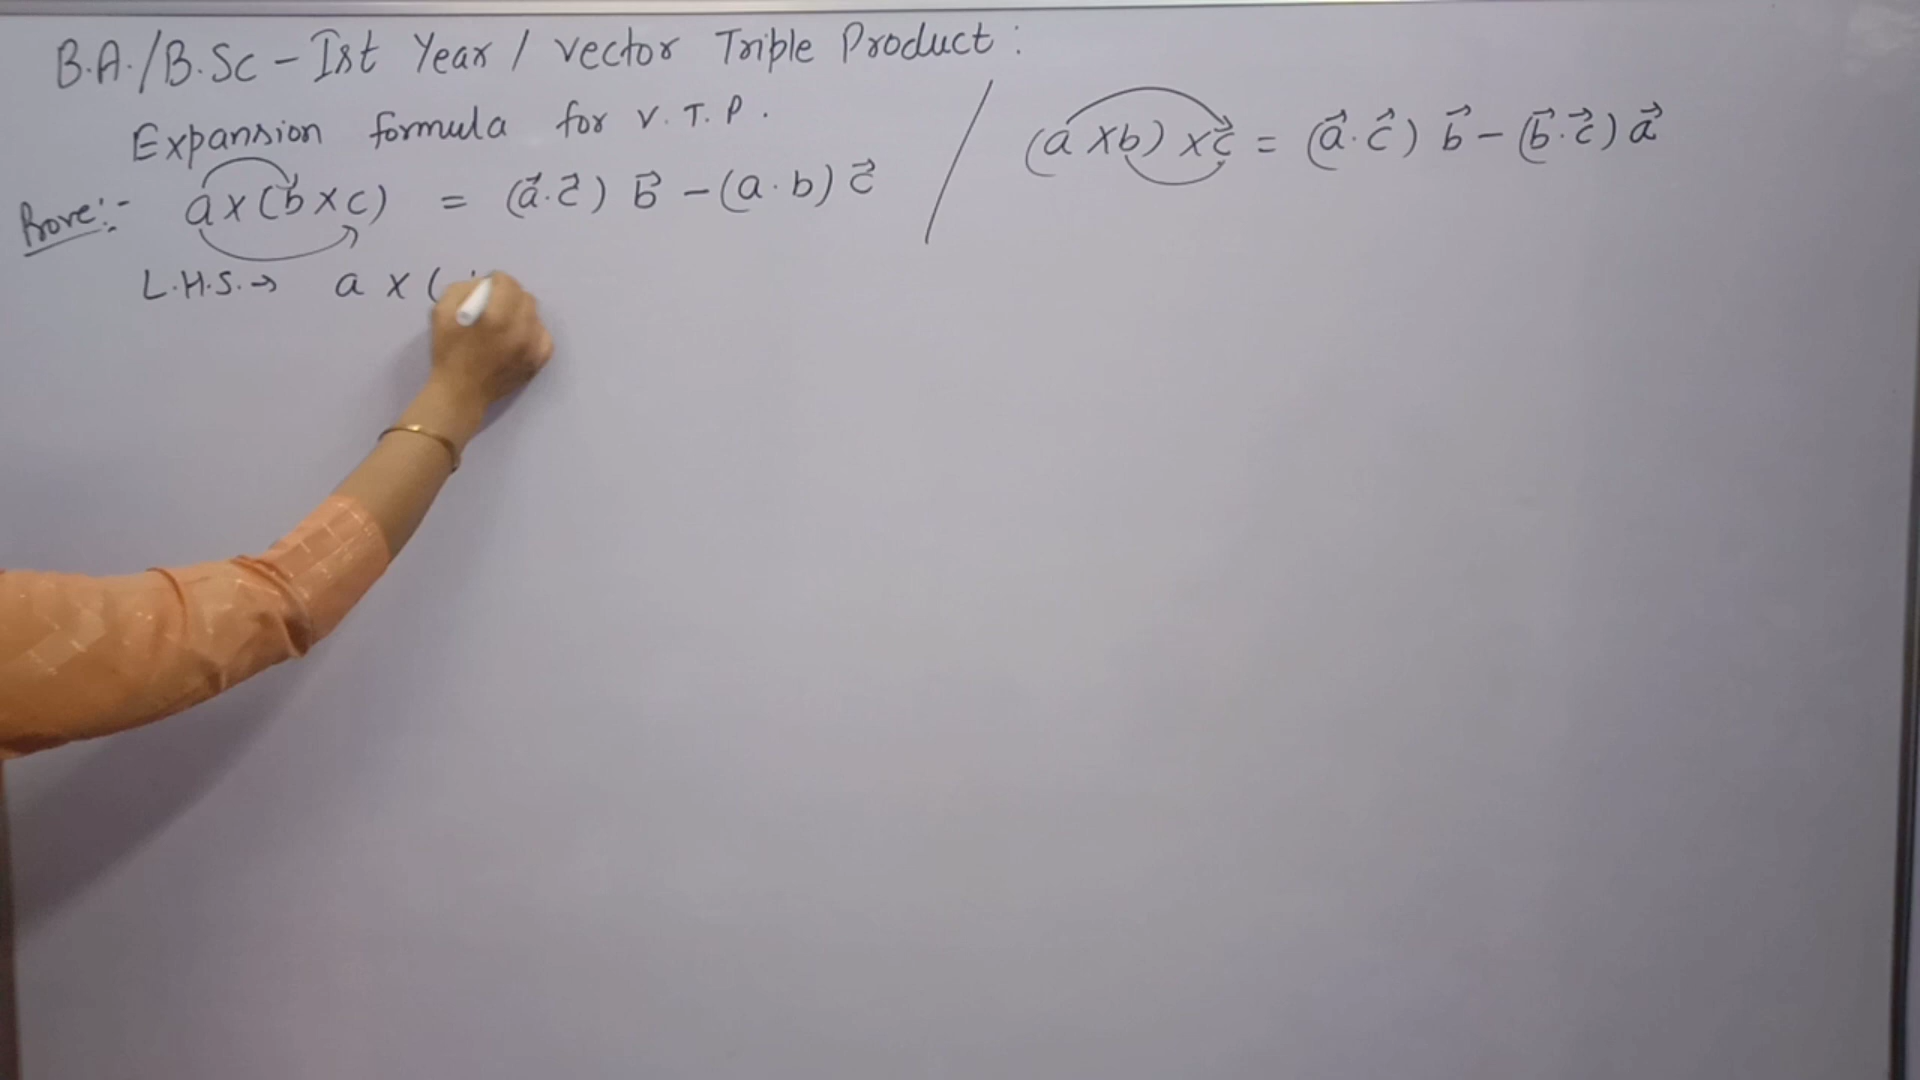 B.A./B.Sc - Ist Year / vector Triple Product :
Expansion formula for V.T.P.
Prove:- a×(b×c) = (a⃗·c⃗) b⃗ - (a·b) c⃗
(a×b)×c⃗ = (a⃗·c⃗) b⃗ - (b⃗·c⃗) a⃗
L.H.S. → a × (